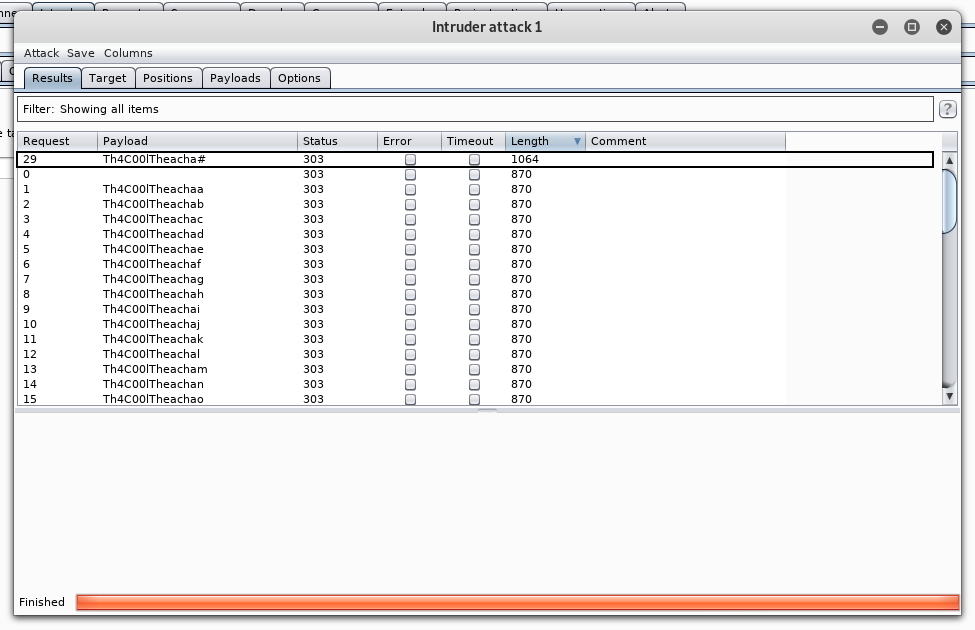 Intruder attack 1
Attack Save Columns
Results Target Positions Payloads Options
Filter: Showing all items
?
Request Payload Status Error Timeout Length Comment
29 Th4C00lTheacha# 303 1064
0 303 870
1 Th4C00lTheachaa 303 870
2 Th4C00lTheachab 303 870
3 Th4C00lTheachac 303 870
4 Th4C00lTheachad 303 870
5 Th4C00lTheachae 303 870
6 Th4C00lTheachaf 303 870
7 Th4C00lTheachag 303 870
8 Th4C00lTheachah 303 870
9 Th4C00lTheachai 303 870
10 Th4C00lTheachaj 303 870
11 Th4C00lTheachak 303 870
12 Th4C00lTheachal 303 870
13 Th4C00lTheacham 303 870
14 Th4C00lTheachan 303 870
15 Th4C00lTheachao 303 870
Finished